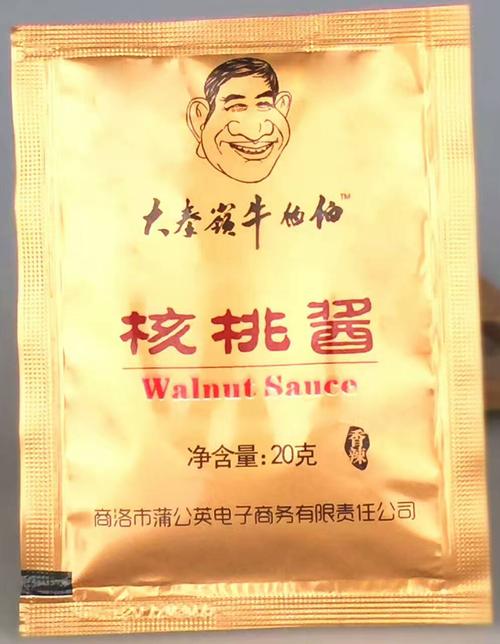 大秦嶺牛伯伯™
核桃酱
Walnut Sauce
净含量:20克
香辣
商洛市蒲公英电子商务有限责任公司